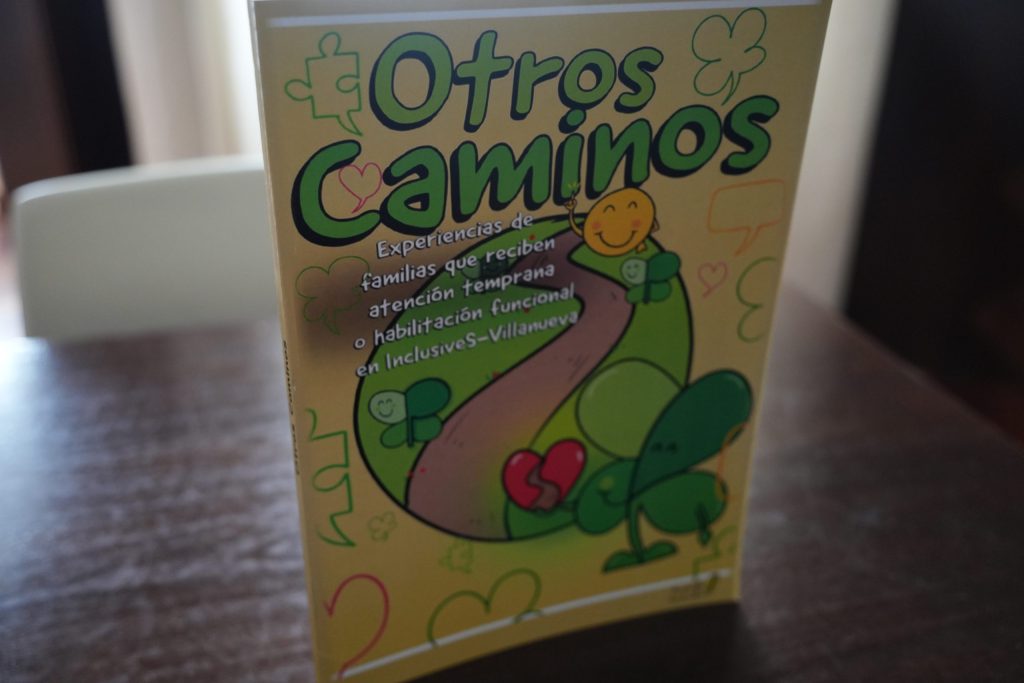 Otros
Caminos
Experiencias de
familias que reciben
atención temprana
o habilitación funcional
en InclusiveS-Villanueva